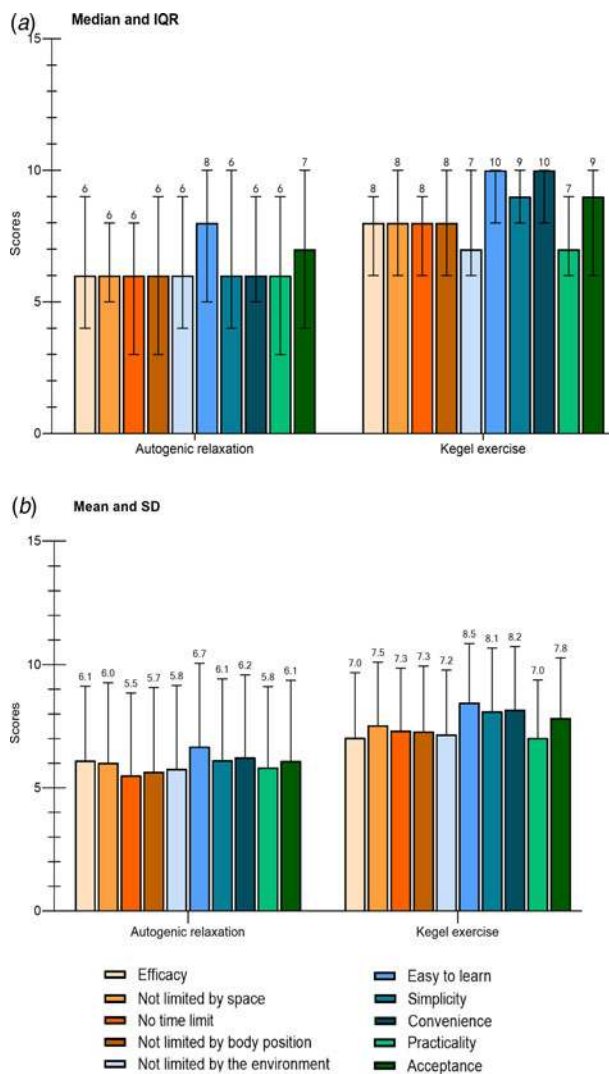 (a) Median and IQR
15
10
5
0
Scores
6 6 6 6 6 8 6 6 6 7
8 8 8 8 7 10 9 10 7 9
Autogenic relaxation Kegel exercise
(b) Mean and SD
15
10
5
0
Scores
6.1 6.0 5.5 5.7 5.8 6.7 6.1 6.2 5.8 6.1
7.0 7.5 7.3 7.3 7.2 8.5 8.1 8.2 7.0 7.8
Autogenic relaxation Kegel exercise
Efficacy
Not limited by space
No time limit
Not limited by body position
Not limited by the environment
Easy to learn
Simplicity
Convenience
Practicality
Acceptance